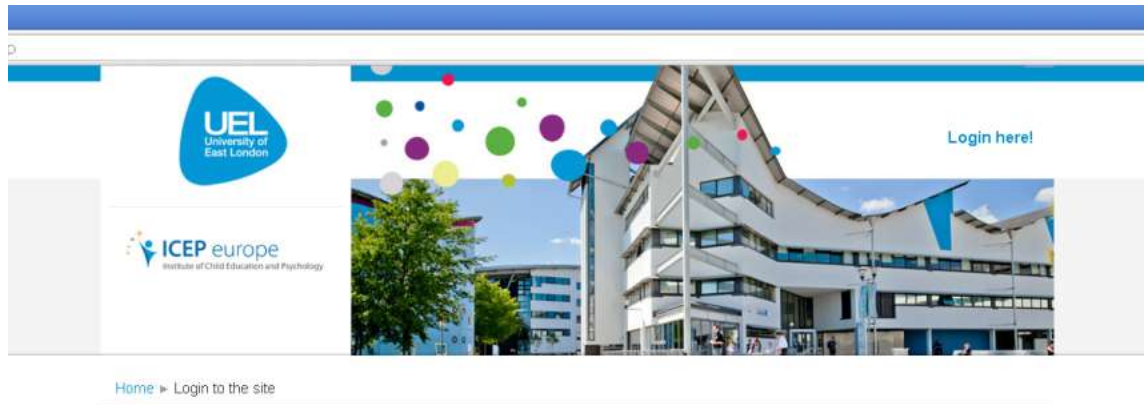 UEL
University of
East London
Login here!
ICEP europe
Institute of Child Education and Psychology
Home ► Login to the site